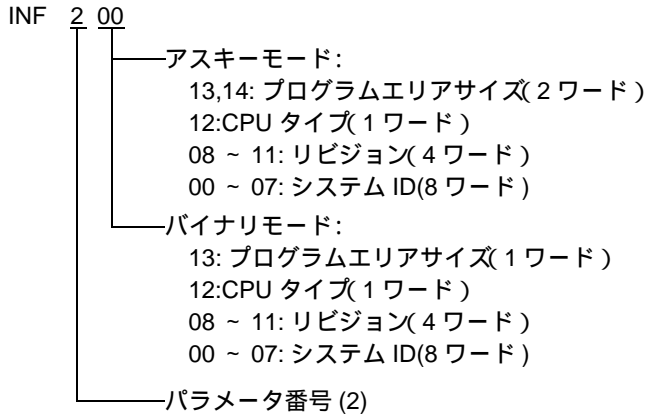 INF 2 00
アスキーモード:
13,14: プログラムエリアサイズ(2ワード)
12:CPU タイプ(1ワード)
08 ~ 11: リビジョン(4ワード)
00 ~ 07: システム ID(8ワード)
バイナリモード:
13: プログラムエリアサイズ(1ワード)
12:CPU タイプ(1ワード)
08 ~ 11: リビジョン(4ワード)
00 ~ 07: システム ID(8ワード)
パラメータ番号 (2)